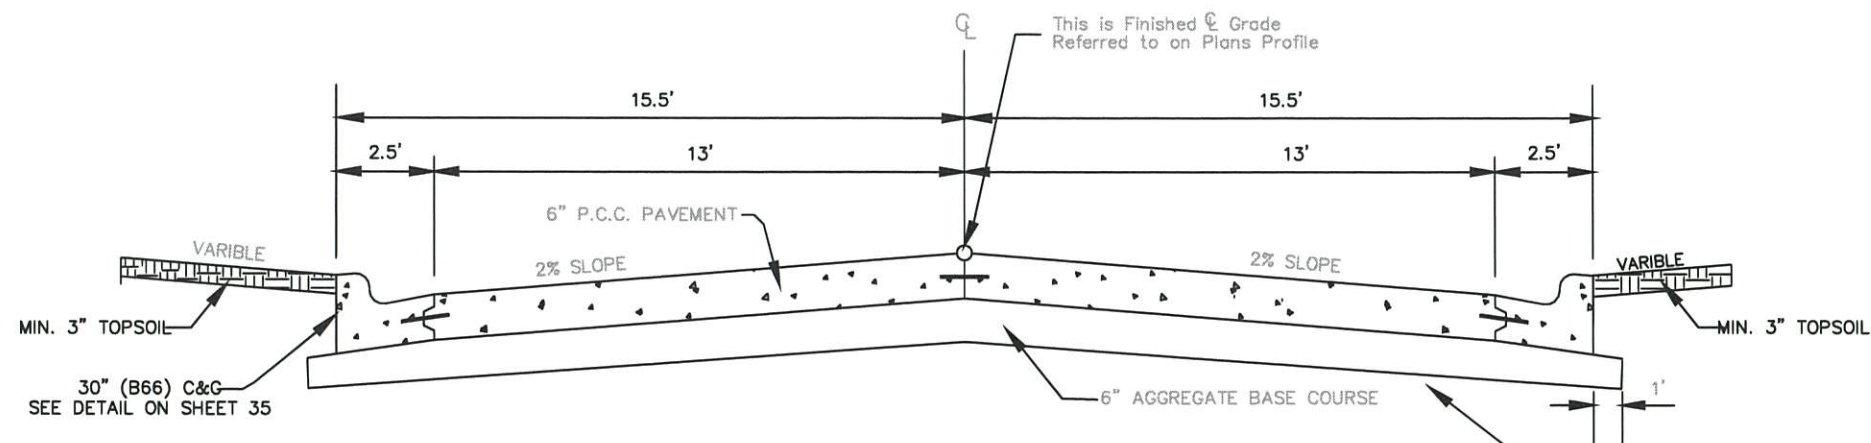 ℄
This is Finished ℄ Grade
Referred to on Plans Profile
15.5'
15.5'
2.5'
13'
13'
2.5'
6" P.C.C. PAVEMENT
VARIBLE
2% SLOPE
2% SLOPE
VARIBLE
MIN. 3" TOPSOIL
MIN. 3" TOPSOIL
30" (B66) C&G
SEE DETAIL ON SHEET 35
6" AGGREGATE BASE COURSE
1'